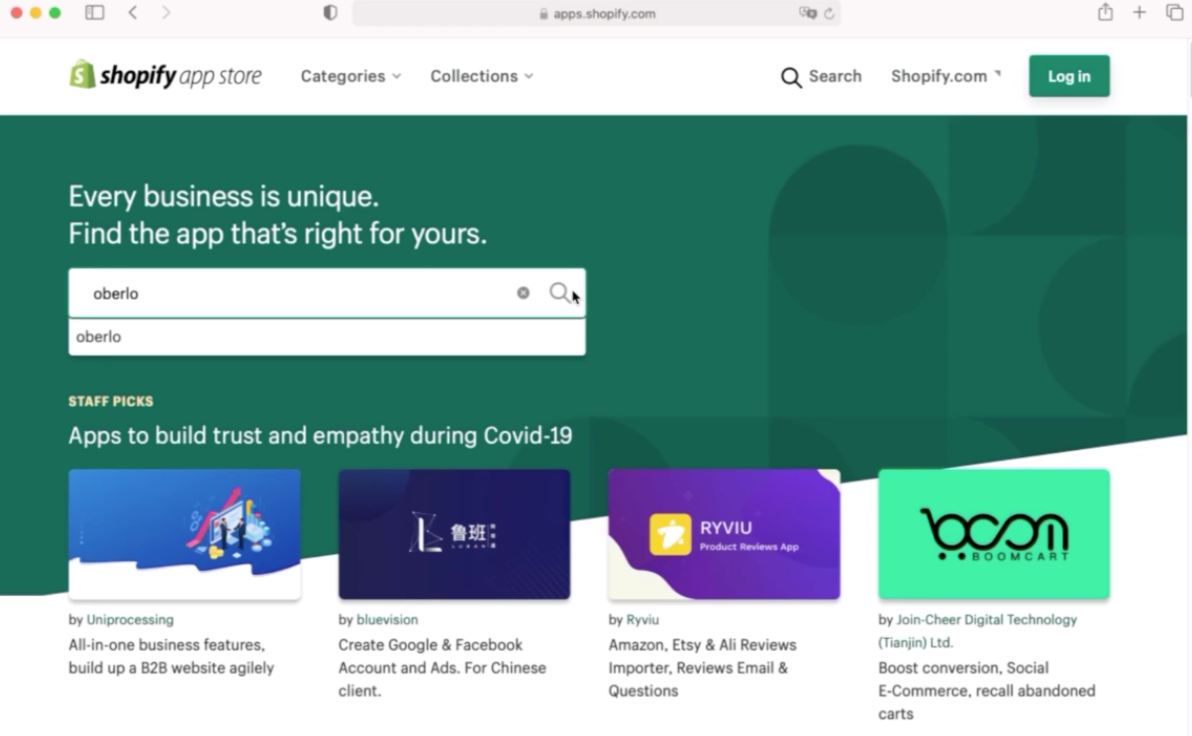 apps.shopify.com
shopify app store
Categories
Collections
Search
Shopify.com
Log in
Every business is unique.
Find the app that's right for yours.
oberlo
oberlo
STAFF PICKS
Apps to build trust and empathy during Covid-19
鲁班
LUBAN
RYVIU
Product Reviews App
BOOMCART
by Uniprocessing
All-in-one business features,
build up a B2B website agilely
by bluevision
Create Google & Facebook
Account and Ads. For Chinese
client.
by Ryviu
Amazon, Etsy & Ali Reviews
Importer, Reviews Email &
Questions
by Join-Cheer Digital Technology
(Tianjin) Ltd.
Boost conversion, Social
E-Commerce, recall abandoned
carts